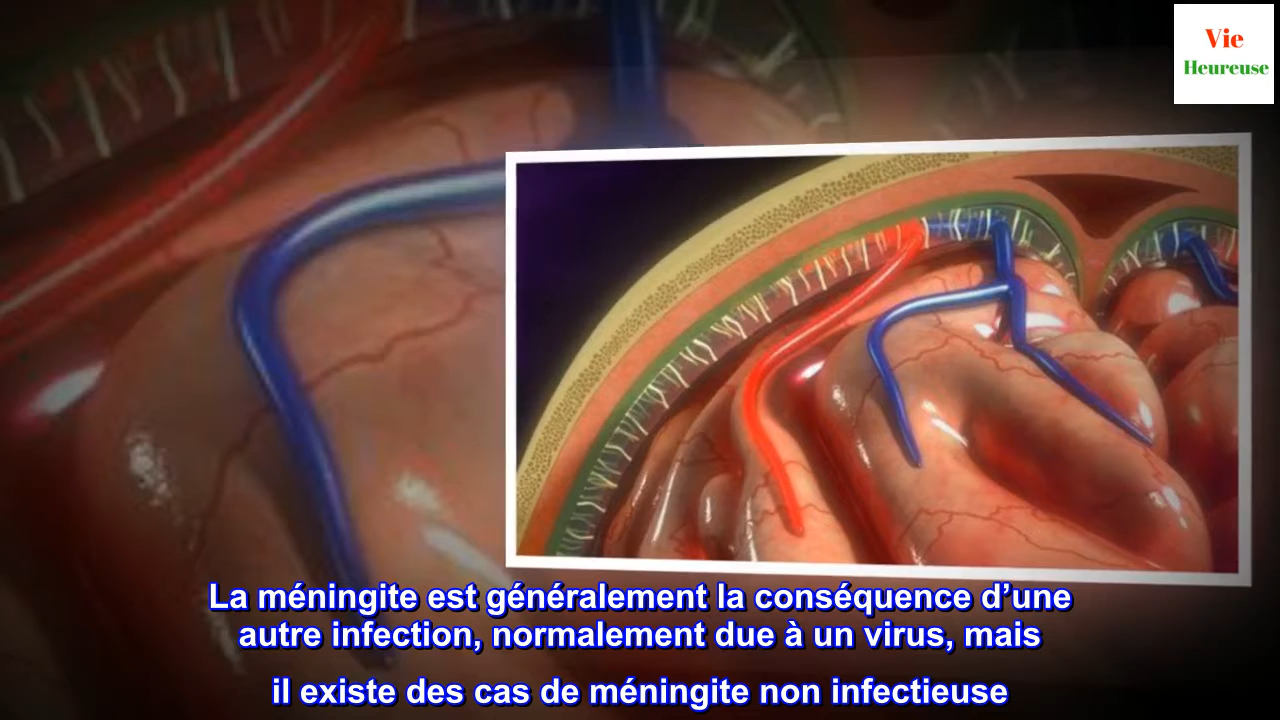 Vie
Heureuse
La méningite est généralement la conséquence d’une
autre infection, normalement due à un virus, mais
il existe des cas de méningite non infectieuse